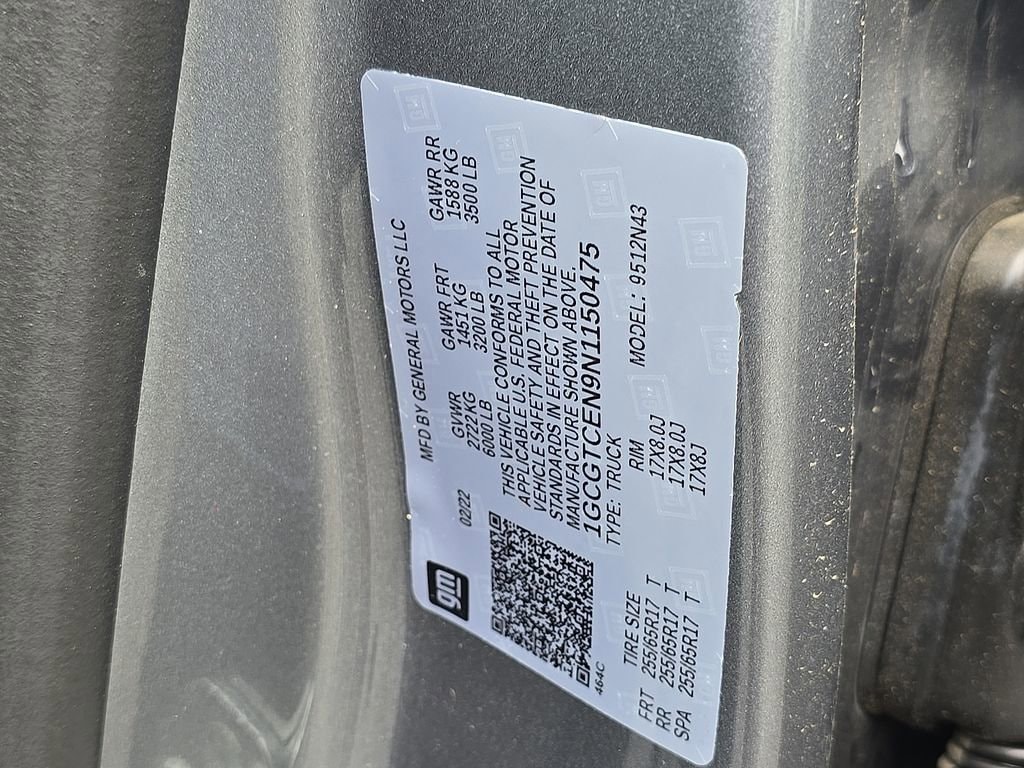 gm
MFD BY GENERAL MOTORS LLC
02/22
GVWR GAWR FRT GAWR RR
2722 KG 1451 KG 1588 KG
6000 LB 3200 LB 3500 LB
THIS VEHICLE CONFORMS TO ALL
APPLICABLE U.S. FEDERAL MOTOR
VEHICLE SAFETY AND THEFT PREVENTION
STANDARDS IN EFFECT ON THE DATE OF
MANUFACTURE SHOWN ABOVE.
1GCGTCEN9N1150475
464C
TYPE: TRUCK MODEL: 9512N43
TIRE SIZE RIM
FRT 255/65R17 T 17X8.0J
RR 255/65R17 T 17X8.0J
SPA 255/65R17 T 17X8J